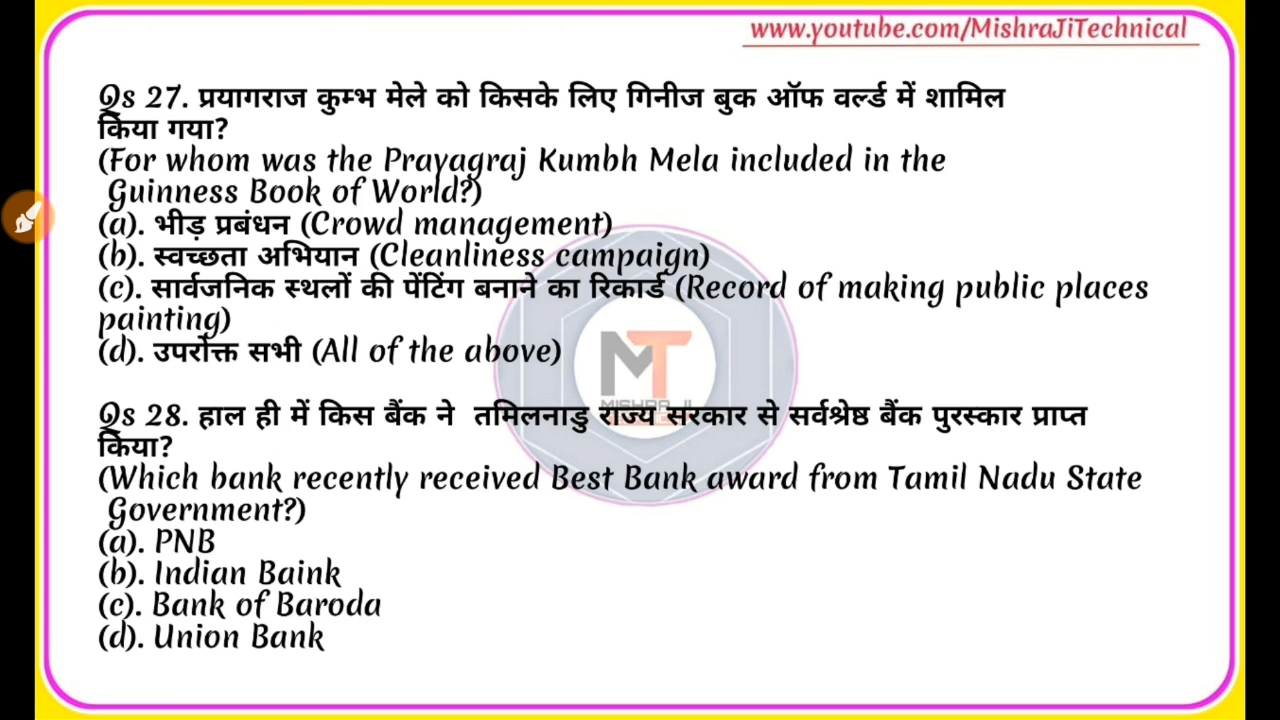 www.youtube.com/MishraJiTechnical
Qs 27. प्रयागराज कुम्भ मेले को किसके लिए गिनीज बुक ऑफ वर्ल्ड में शामिल
किया गया?
(For whom was the Prayagraj Kumbh Mela included in the
Guinness Book of World?)
(a). भीड़ प्रबंधन (Crowd management)
(b). स्वच्छता अभियान (Cleanliness campaign)
(c). सार्वजनिक स्थलों की पेंटिंग बनाने का रिकार्ड (Record of making public places
painting)
(d). उपरोक्त सभी (All of the above)
MT
MISHRA JI
Qs 28. हाल ही में किस बैंक ने तमिलनाडु राज्य सरकार से सर्वश्रेष्ठ बैंक पुरस्कार प्राप्त
किया?
(Which bank recently received Best Bank award from Tamil Nadu State
Government?)
(a). PNB
(b). Indian Baink
(c). Bank of Baroda
(d). Union Bank